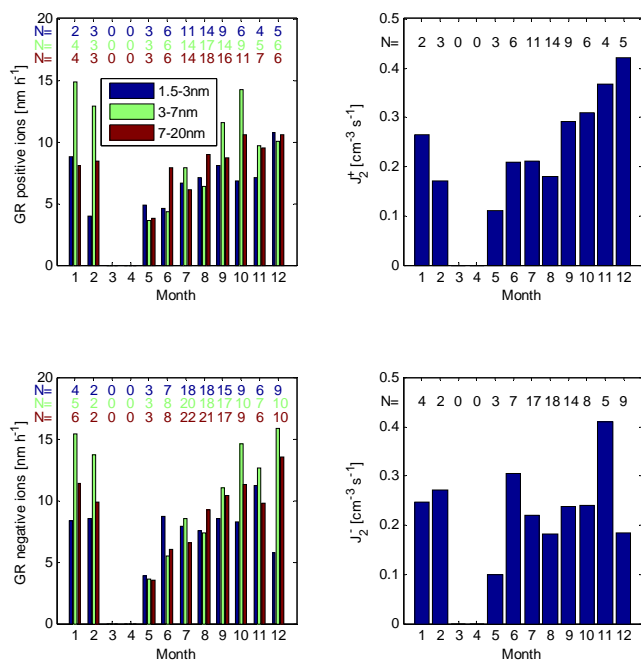 20
N= 2 3 0 0 3 6 11 14 9 6 4 5
N= 4 3 0 0 3 6 14 17 14 9 5 6
N= 4 3 0 0 3 6 14 18 16 11 7 6
15
10
5
0
1.5-3nm
3-7nm
7-20nm
GR positive ions [nm h⁻¹]
1 2 3 4 5 6 7 8 9 10 11 12
Month
0.5
N= 2 3 0 0 3 6 11 14 9 6 4 5
0.4
0.3
0.2
0.1
0
J₂⁺ [cm⁻³ s⁻¹]
1 2 3 4 5 6 7 8 9 10 11 12
Month
20
N= 4 2 0 0 3 7 18 18 15 9 6 9
N= 5 2 0 0 3 8 20 18 17 10 7 10
N= 6 2 0 0 3 8 22 21 17 9 6 10
15
10
5
0
GR negative ions [nm h⁻¹]
1 2 3 4 5 6 7 8 9 10 11 12
Month
0.5
N= 4 2 0 0 3 7 17 18 14 8 5 9
0.4
0.3
0.2
0.1
0
J₂⁻ [cm⁻³ s⁻¹]
1 2 3 4 5 6 7 8 9 10 11 12
Month